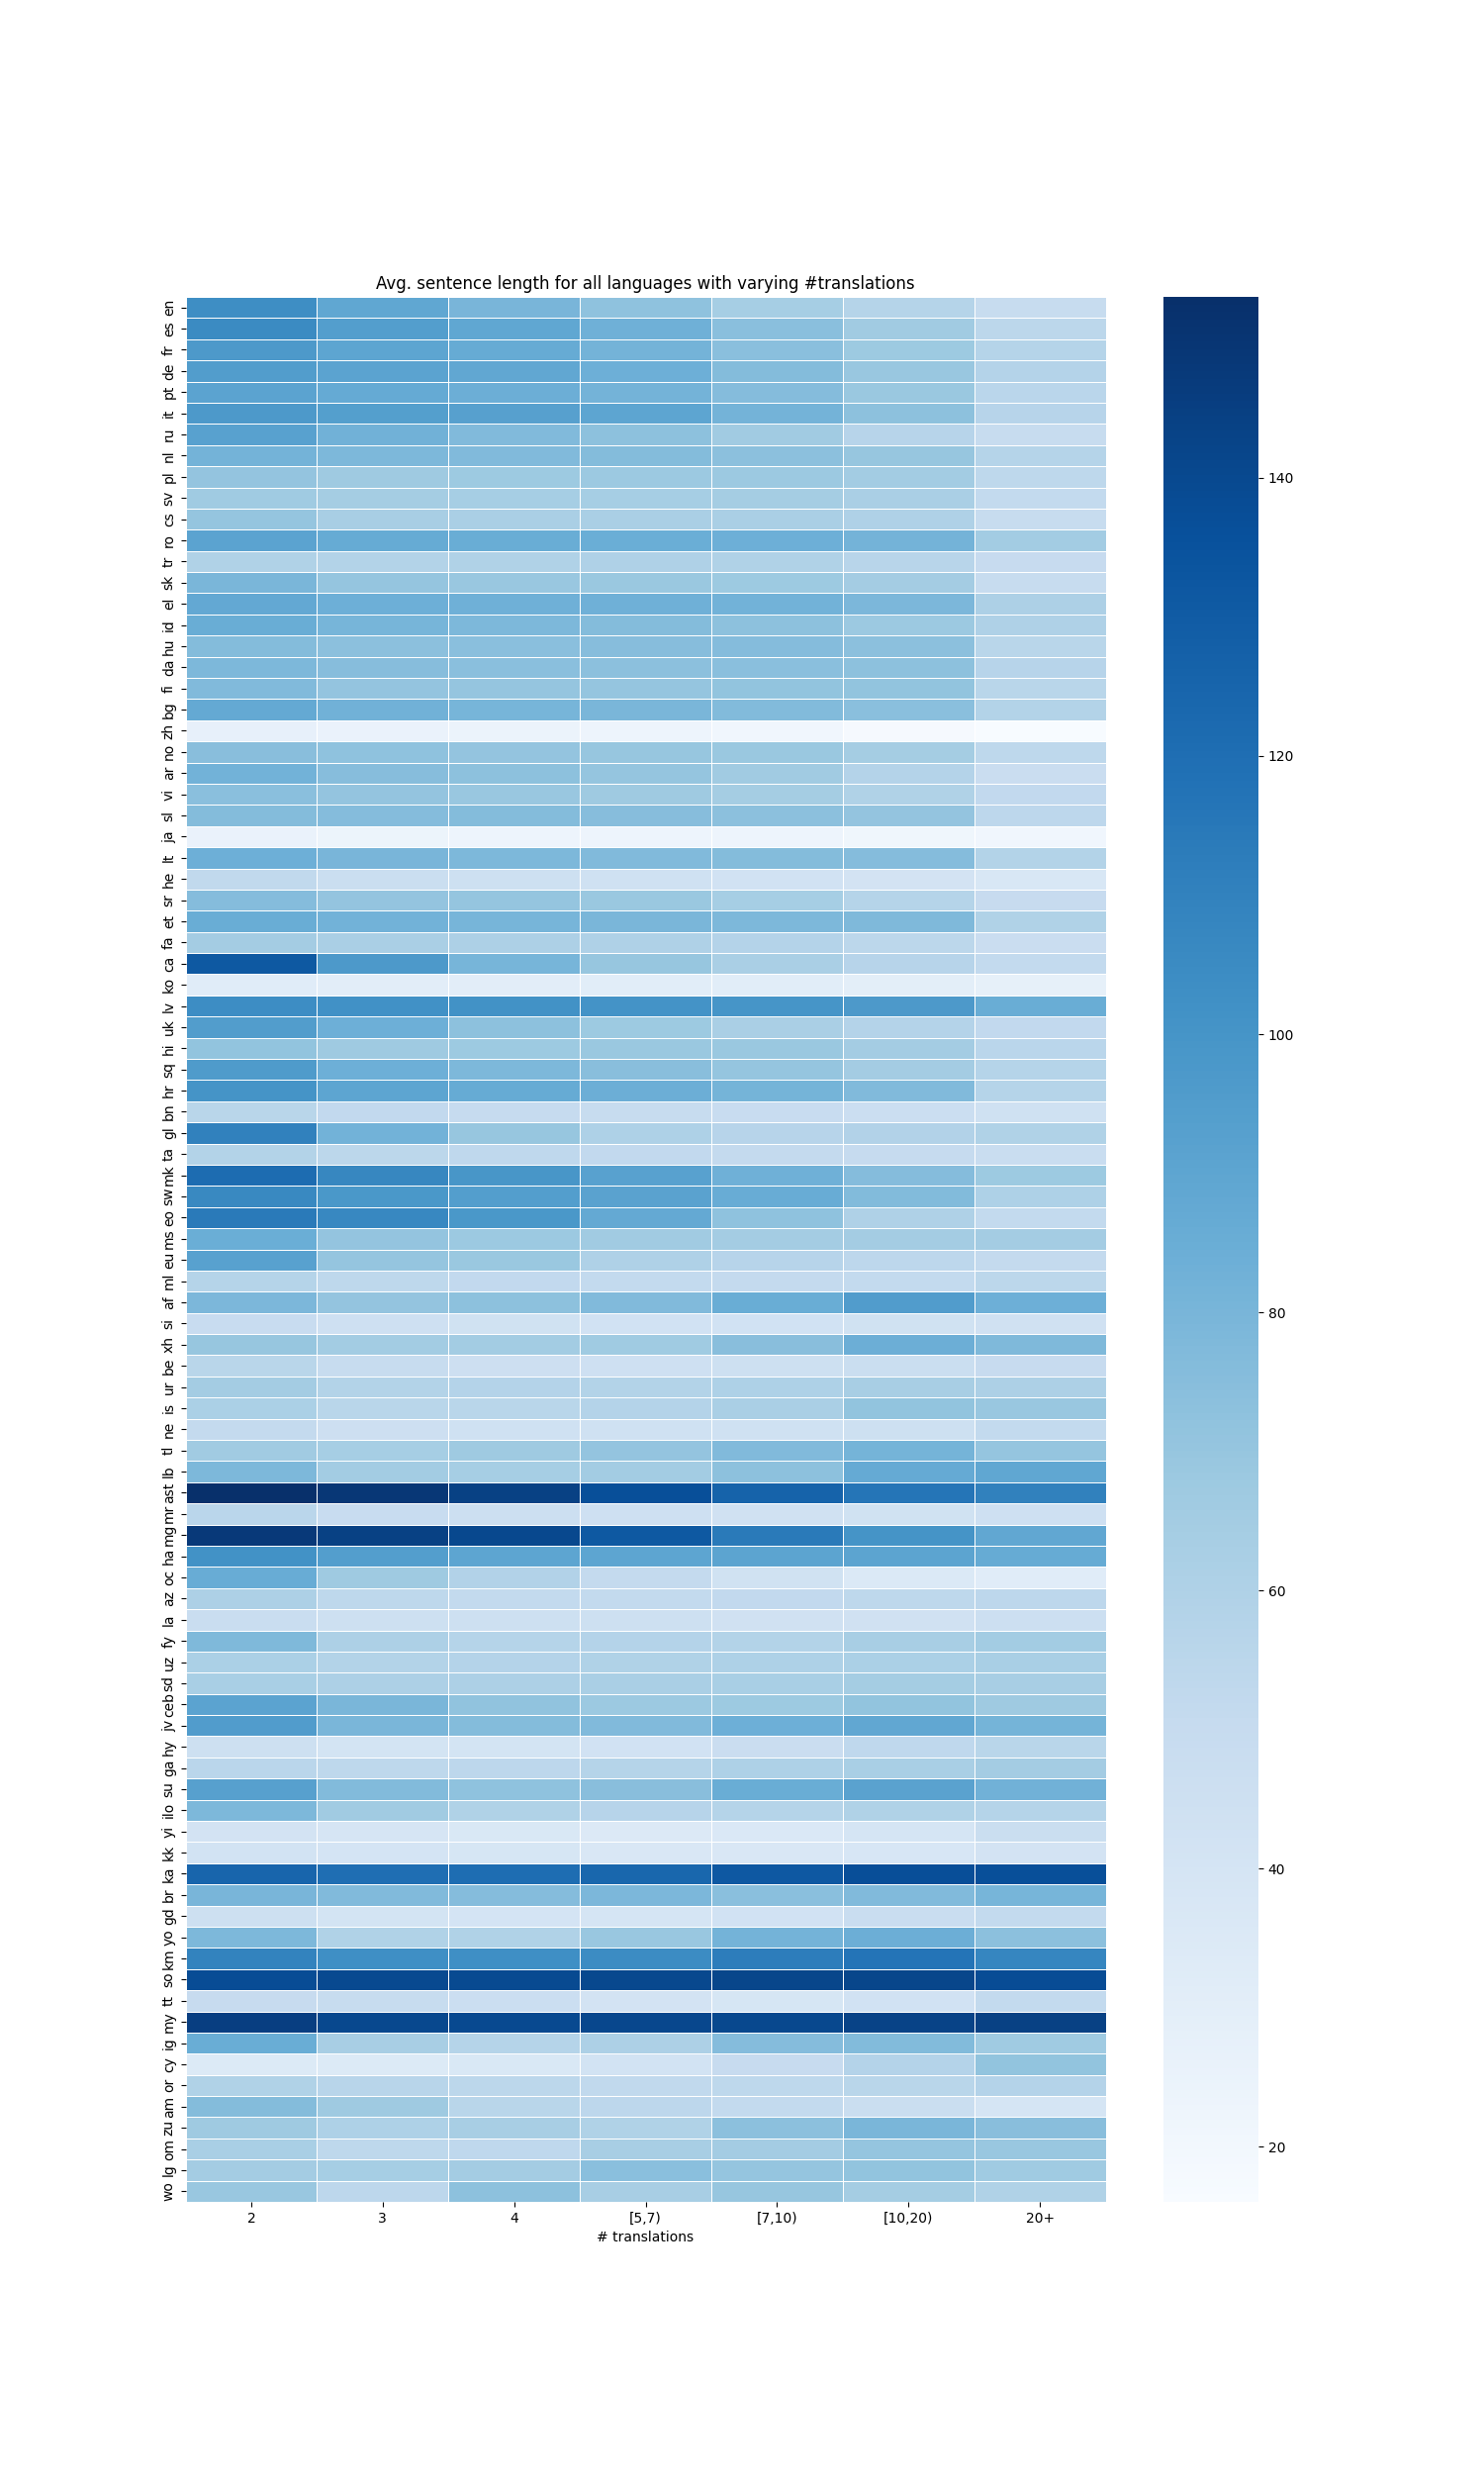 Avg. sentence length for all languages with varying #translations
en
es
fr
de
pt
it
ru
nl
pl
sv
cs
ro
tr
sk
el
id
hu
da
fi
bg
zh
no
ar
vi
sl
ja
lt
he
sr
et
fa
ca
ko
lv
uk
hi
sq
hr
bn
gl
ta
mk
sw
eo
ms
eu
ml
af
si
xh
be
ur
is
ne
tl
lb
ast
mr
mg
ha
oc
az
la
fy
uz
sd
ceb
jv
hy
ga
su
ilo
yi
kk
ka
br
gd
yo
km
so
tt
my
ig
cy
or
am
zu
om
lg
wo
2 3 4 [5,7) [7,10) [10,20) 20+
# translations
140
120
100
80
60
40
20